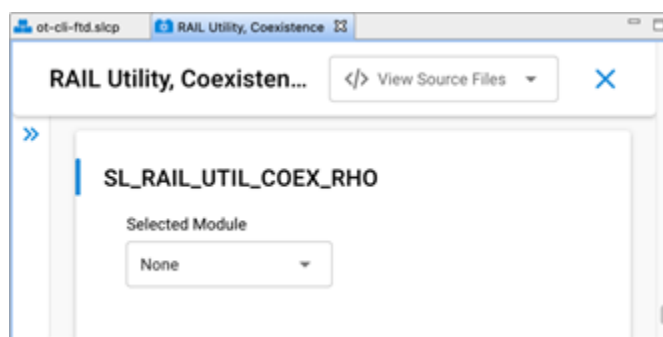 ot-cli-ftd.slcp
RAIL Utility, Coexistence
RAIL Utility, Coexisten...
</> View Source Files
SL_RAIL_UTIL_COEX_RHO
Selected Module
None